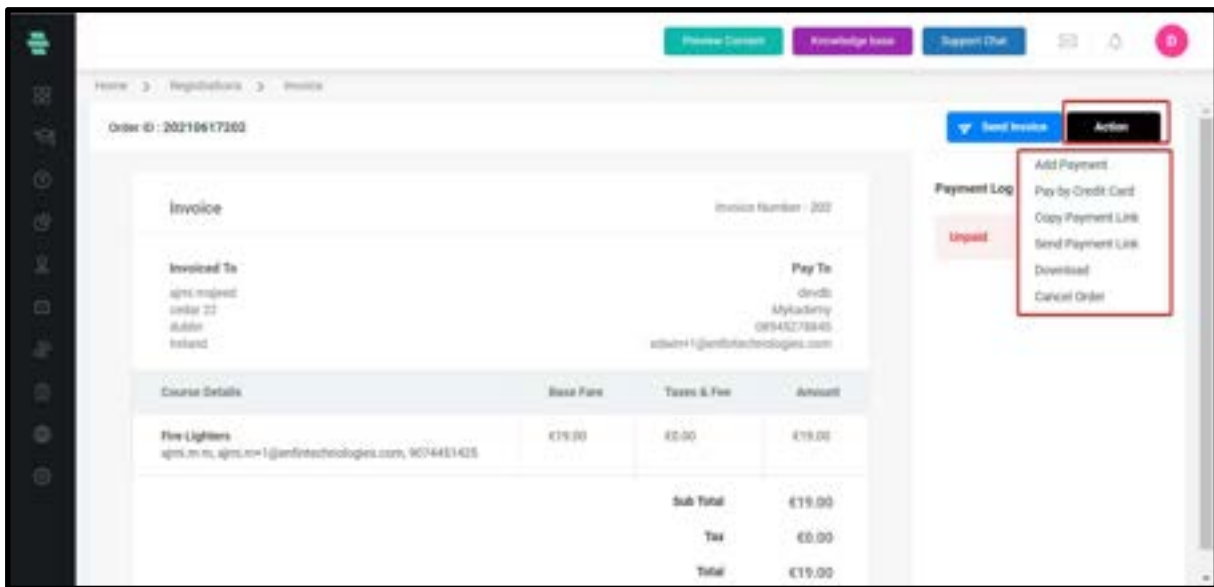 Preview Content
Knowledge base
Support Chat
D
Home > Registrations > Invoice
Order ID : 20210617202
Send Invoice
Action
Add Payment
Pay by Credit Card
Copy Payment Link
Send Payment Link
Download
Cancel Order
Payment Log
Unpaid
Invoice
Invoice Number : 202
Invoiced To
ajmi majeed
cedar 22
dublin
Ireland
Pay To
devdb
Mykademy
Course Details
Base Fare
Taxes & Fee
Amount
Fire Lighters
€19.00
€0.00
€19.00
Sub Total
€19.00
Tax
€0.00
Total
€19.00